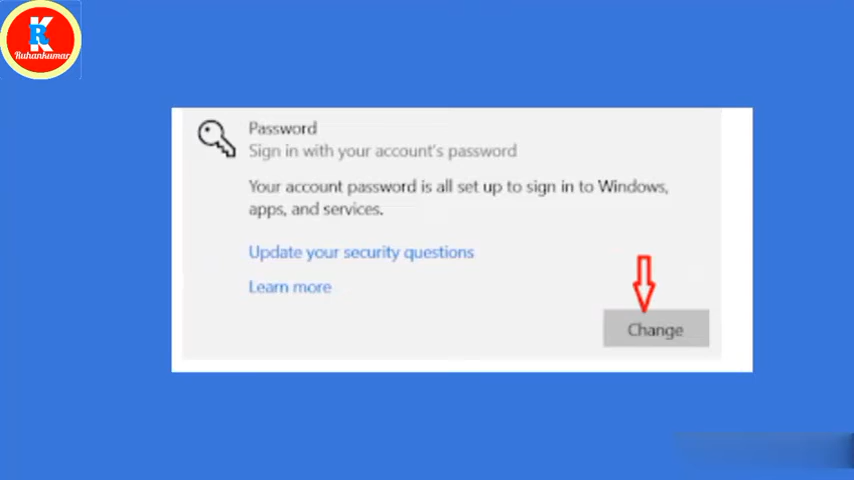 KR
Ruhankumar
Password
Sign in with your account's password
Your account password is all set up to sign in to Windows,
apps, and services.
Update your security questions
Learn more
Change